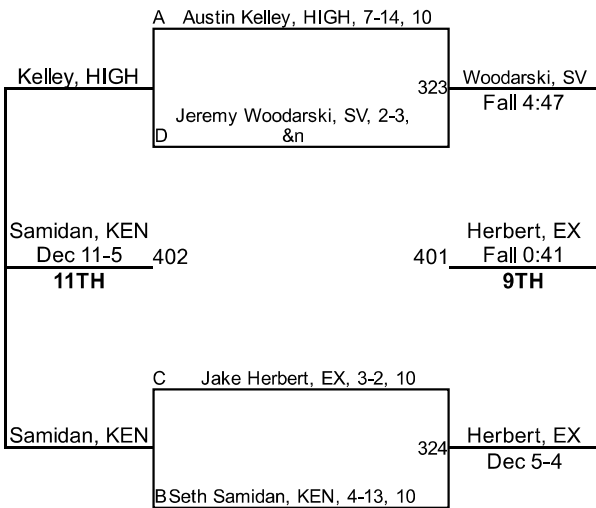 A Austin Kelley, HIGH, 7-14, 10
Kelley, HIGH
323
Woodarski, SV
Fall 4:47
Jeremy Woodarski, SV, 2-3,
D &n
Samidan, KEN
Dec 11-5
402
11TH
Herbert, EX
401
Fall 0:41
9TH
C Jake Herbert, EX, 3-2, 10
Samidan, KEN
324
Herbert, EX
Dec 5-4
B Seth Samidan, KEN, 4-13, 10